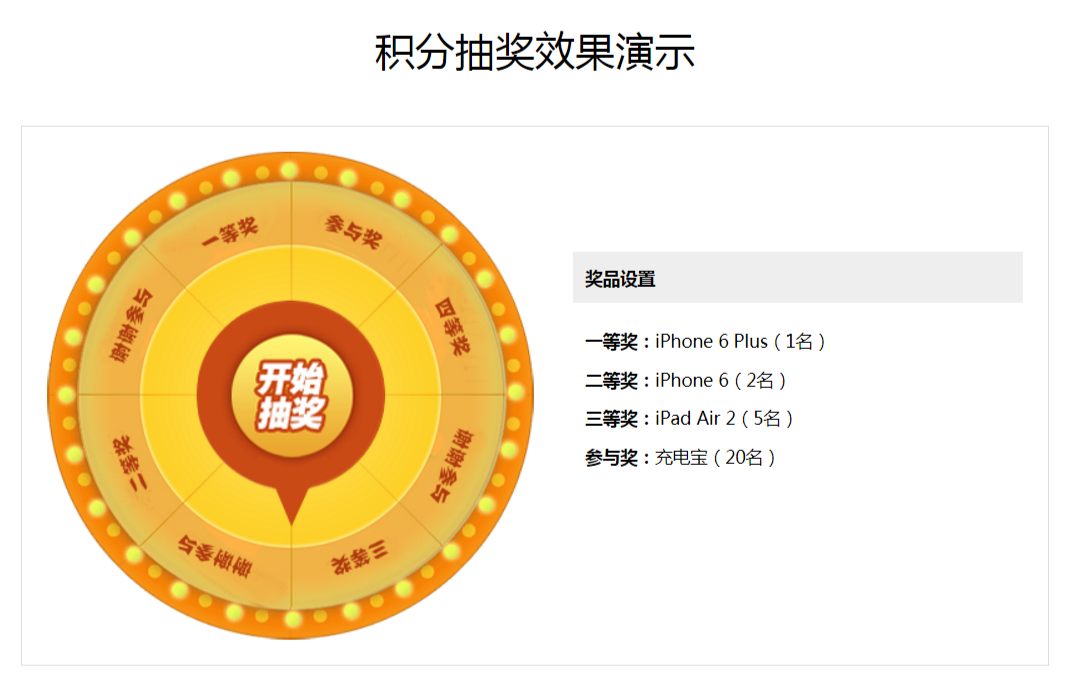 积分抽奖效果演示
一等奖
参与奖
四等奖
谢谢参与
三等奖
谢谢参与
二等奖
谢谢参与
开始
抽奖
奖品设置
一等奖：iPhone 6 Plus（1名）
二等奖：iPhone 6（2名）
三等奖：iPad Air 2（5名）
参与奖：充电宝（20名）